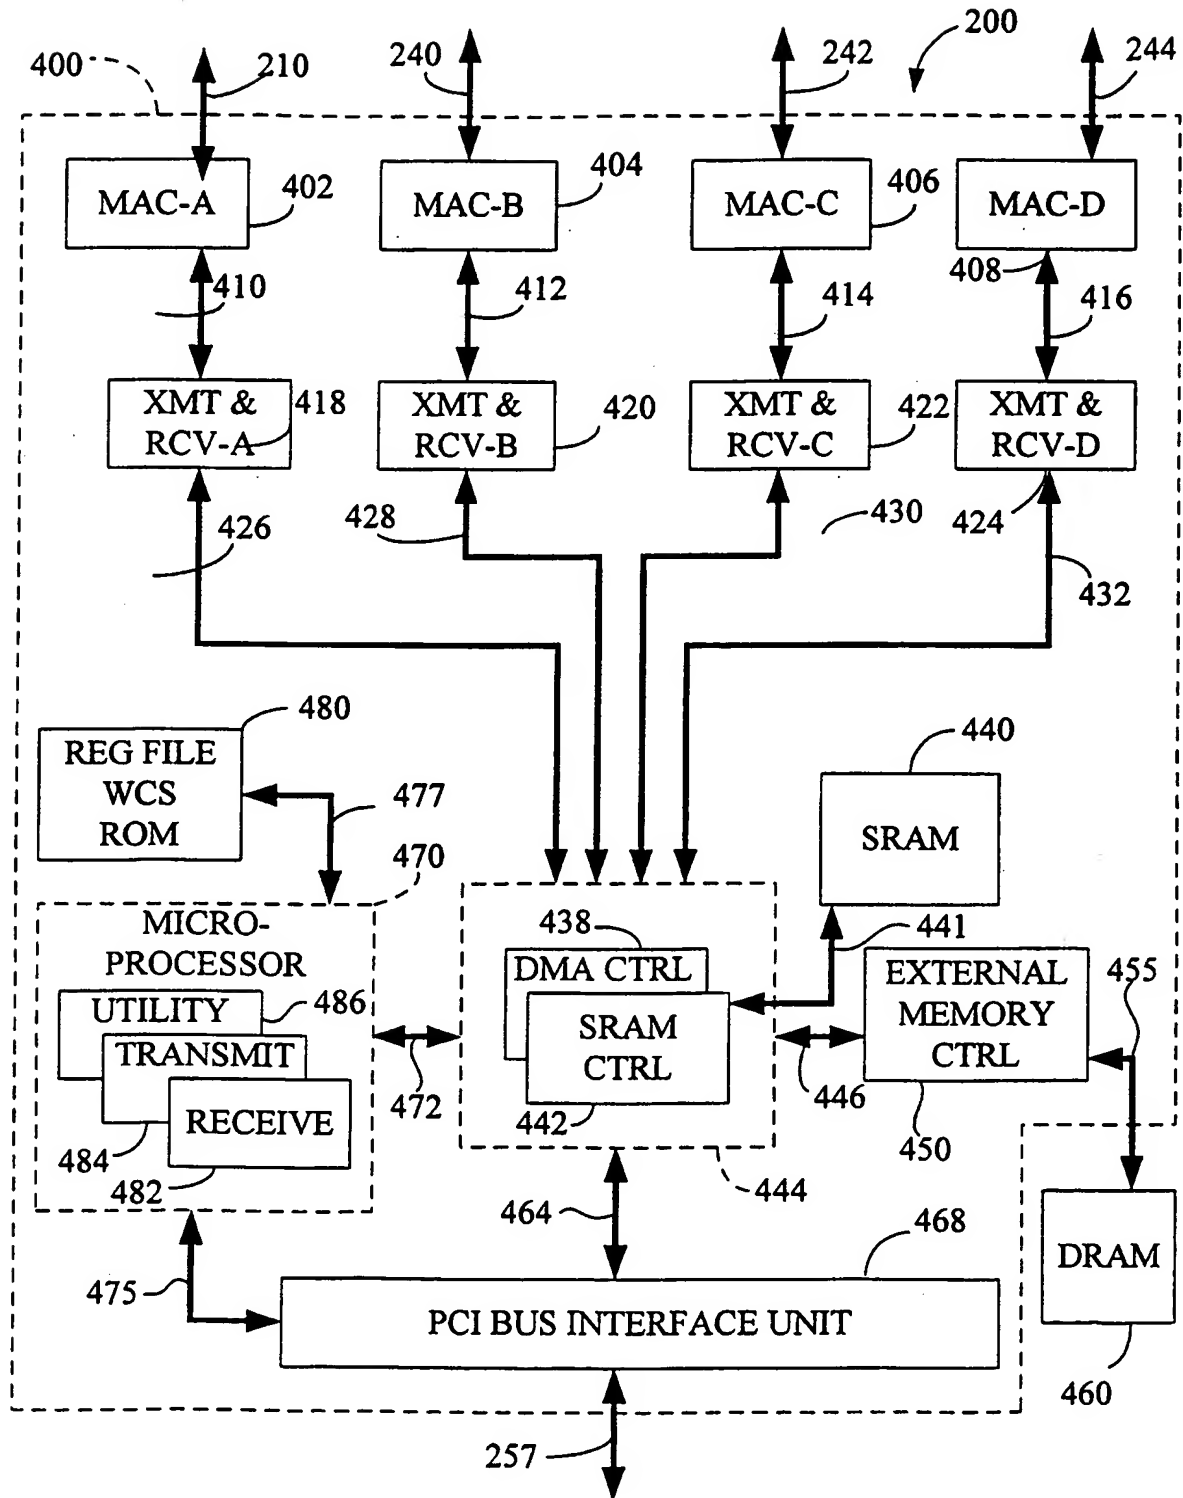 200
400
210
240
242
244
MAC-A
402
MAC-B
404
MAC-C
406
MAC-D
408
410
412
414
416
XMT &
RCV-A
418
XMT &
RCV-B
420
XMT &
RCV-C
422
XMT &
RCV-D
424
426
428
430
432
480
REG FILE
WCS
ROM
477
440
SRAM
441
470
MICRO-
PROCESSOR
UTILITY
486
TRANSMIT
484
RECEIVE
482
472
438
DMA CTRL
SRAM
CTRL
442
444
446
EXTERNAL
MEMORY
CTRL
450
455
DRAM
460
464
468
475
PCI BUS INTERFACE UNIT
257